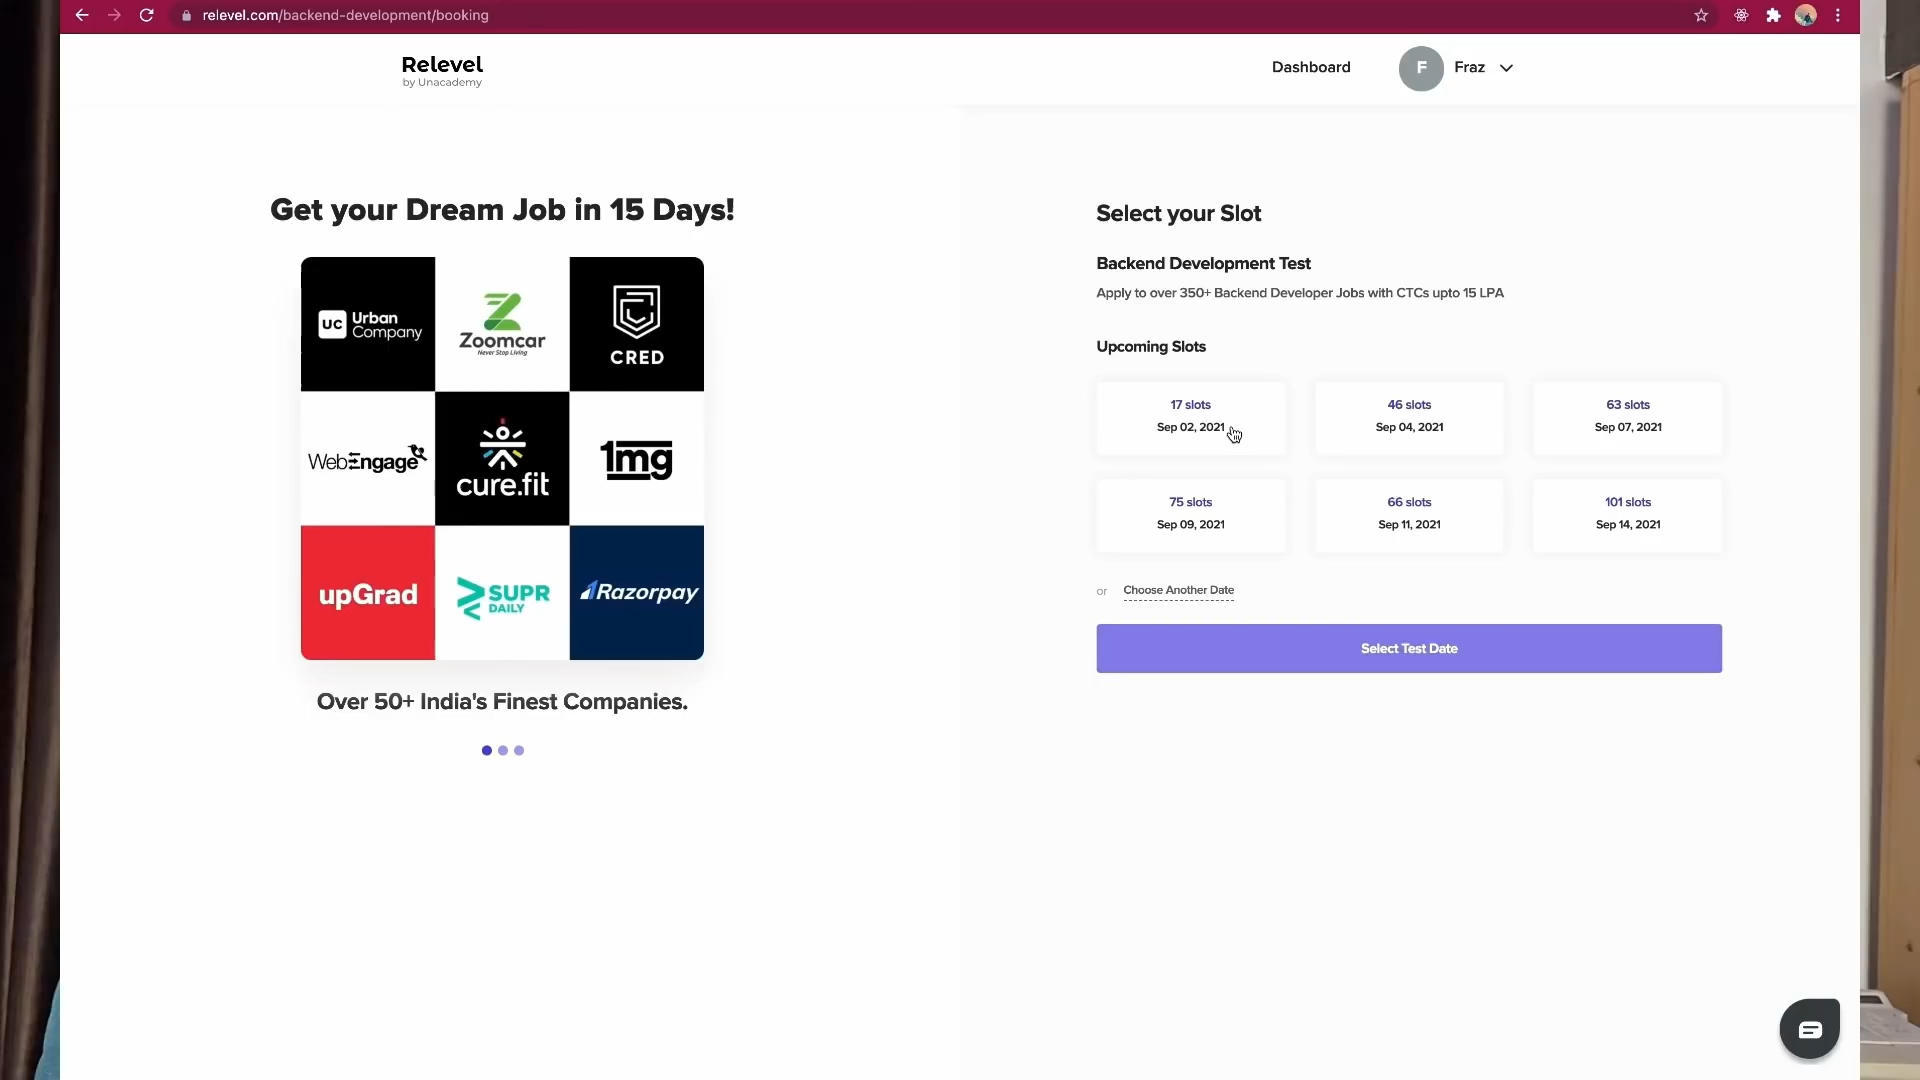 relevel.com/backend-development/booking
Relevel
by Unacademy
Dashboard
F
Fraz
Get your Dream Job in 15 Days!
UC Urban Company
Zoomcar
Never Stop Living
CRED
WebEngage
cure.fit
1mg
upGrad
SUPR DAILY
Razorpay
Over 50+ India's Finest Companies.
Select your Slot
Backend Development Test
Apply to over 350+ Backend Developer Jobs with CTCs upto 15 LPA
Upcoming Slots
17 slots
Sep 02, 2021
46 slots
Sep 04, 2021
63 slots
Sep 07, 2021
75 slots
Sep 09, 2021
66 slots
Sep 11, 2021
101 slots
Sep 14, 2021
or Choose Another Date
Select Test Date